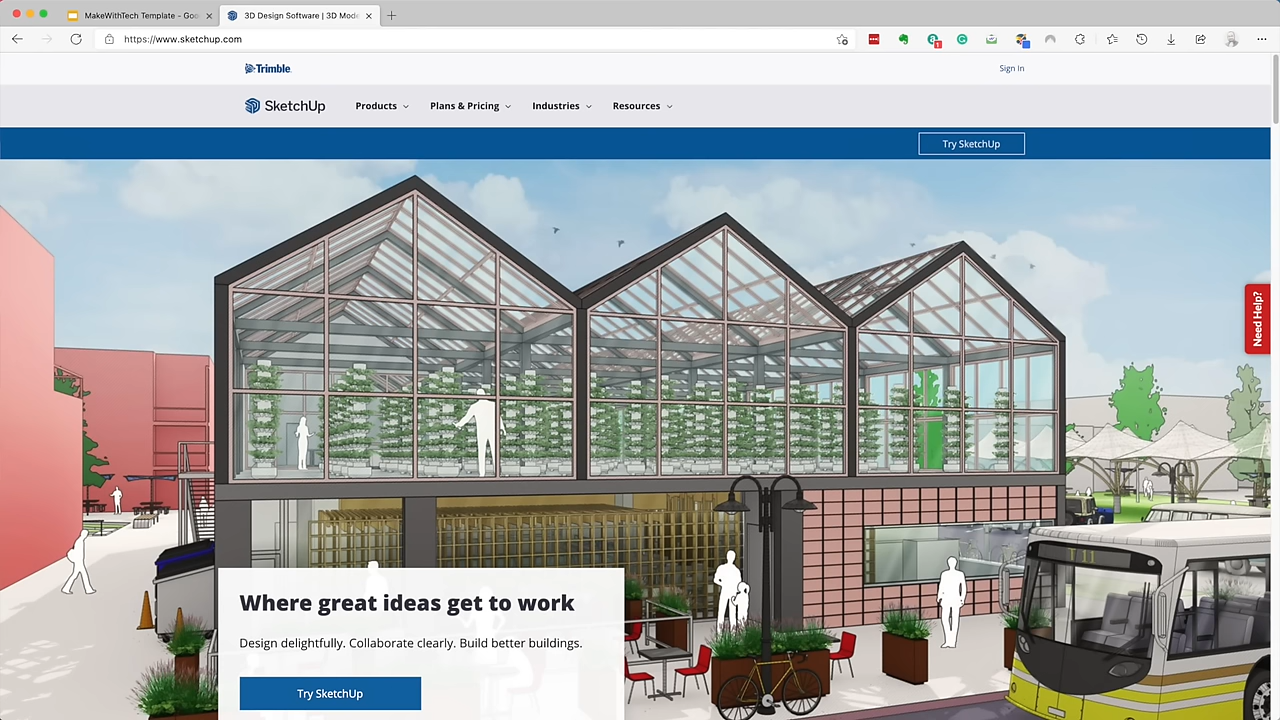 MakeWithTech Template - Goo
3D Design Software | 3D Mode
https://www.sketchup.com
1
Trimble
Sign In
SketchUp
Products
Plans & Pricing
Industries
Resources
Try SketchUp
Need Help?
Where great ideas get to work
Design delightfully. Collaborate clearly. Build better buildings.
Try SketchUp